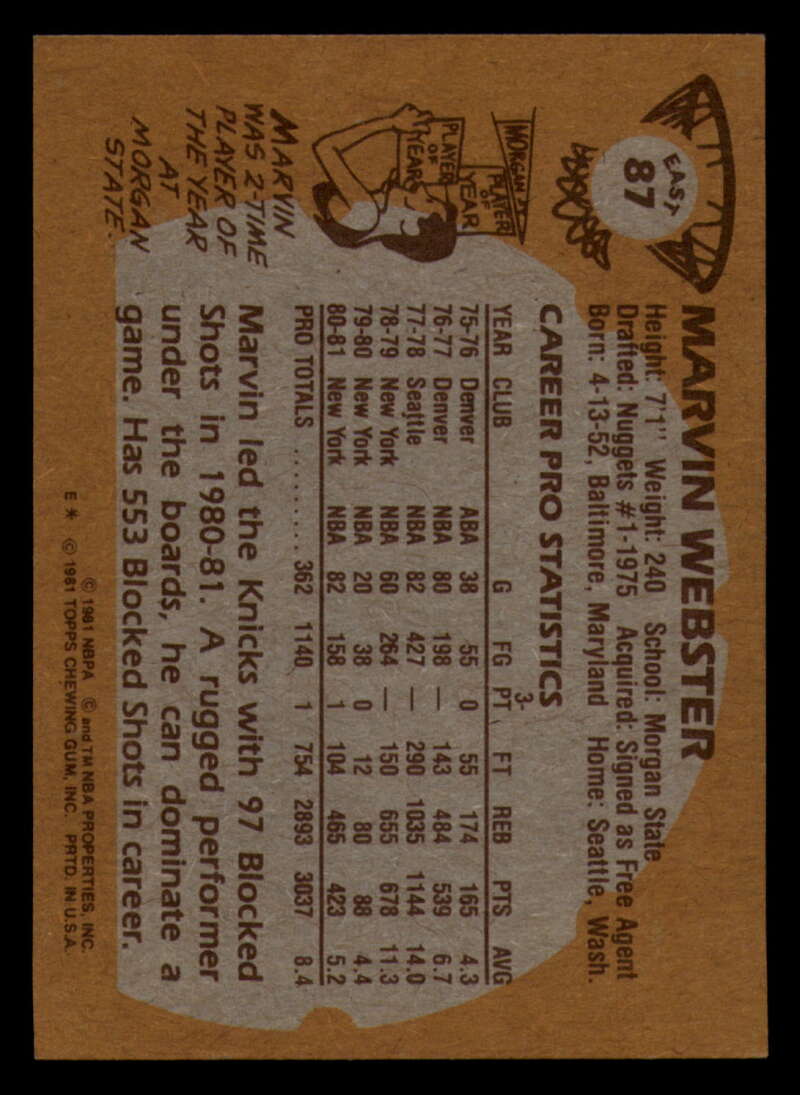 EAST
87
MARVIN WEBSTER
Height: 7'1" Weight: 240 School: Morgan State
Drafted: Nuggets #1-1975 Acquired: Signed as Free Agent
Born: 4-13-52, Baltimore, Maryland Home: Seattle, Wash.
CAREER PRO STATISTICS
YEAR CLUB G FG 3-PT FT REB PTS AVG
75-76 Denver ABA 38 55 0 55 174 165 4.3
76-77 Denver NBA 80 198 — 143 484 539 6.7
77-78 Seattle NBA 82 427 — 290 1035 1144 14.0
78-79 New York NBA 60 264 — 150 655 678 11.3
79-80 New York NBA 20 38 0 12 80 88 4.4
80-81 New York NBA 82 158 1 104 465 423 5.2
PRO TOTALS .......... 362 1140 1 754 2893 3037 8.4
MORGAN ST.
PLAYER OF YEAR
PLAYER OF YEAR
MARVIN
WAS 2-TIME
PLAYER OF
THE YEAR
AT
MORGAN
STATE.
Marvin led the Knicks with 97 Blocked
Shots in 1980-81. A rugged performer
under the boards, he can dominate a
game. Has 553 Blocked Shots in career.
© 1981 NBPA © and TM NBA PROPERTIES, INC.
E * © 1981 TOPPS CHEWING GUM, INC. PRTD. IN U.S.A.